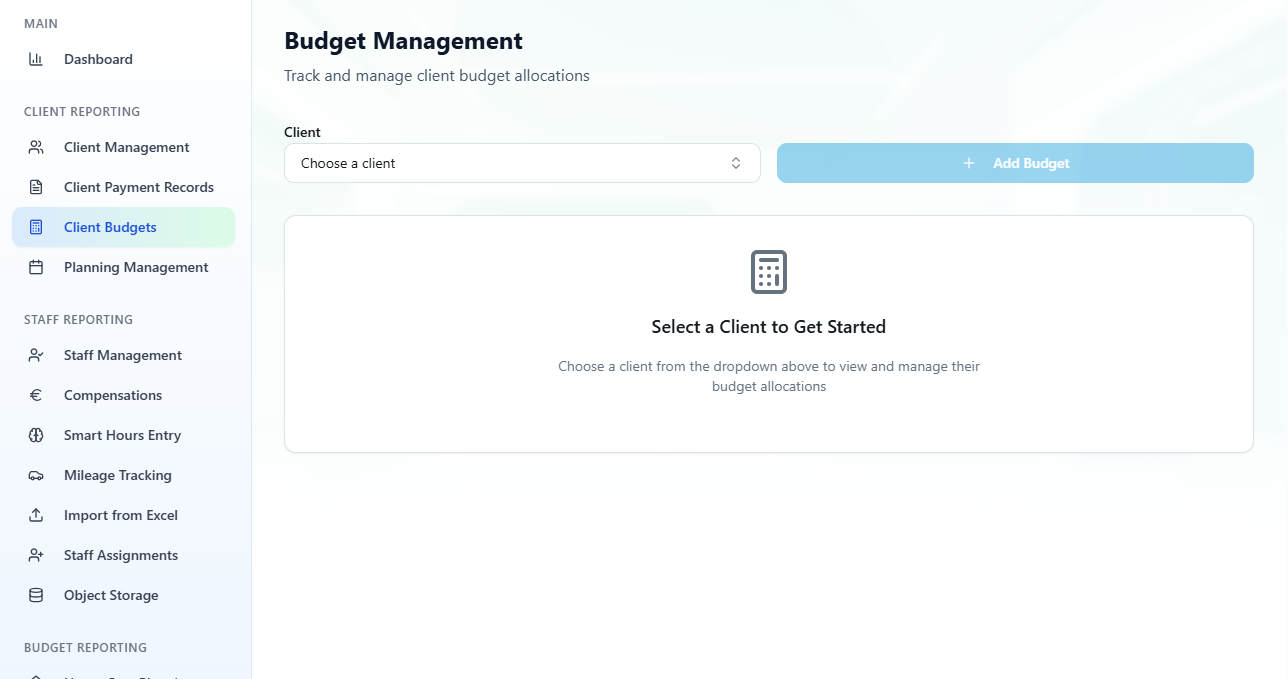 MAIN
Dashboard
CLIENT REPORTING
Client Management
Client Payment Records
Client Budgets
Planning Management
STAFF REPORTING
Staff Management
Compensations
Smart Hours Entry
Mileage Tracking
Import from Excel
Staff Assignments
Object Storage
BUDGET REPORTING
Budget Management
Track and manage client budget allocations
Client
Choose a client
Add Budget
Select a Client to Get Started
Choose a client from the dropdown above to view and manage their
budget allocations